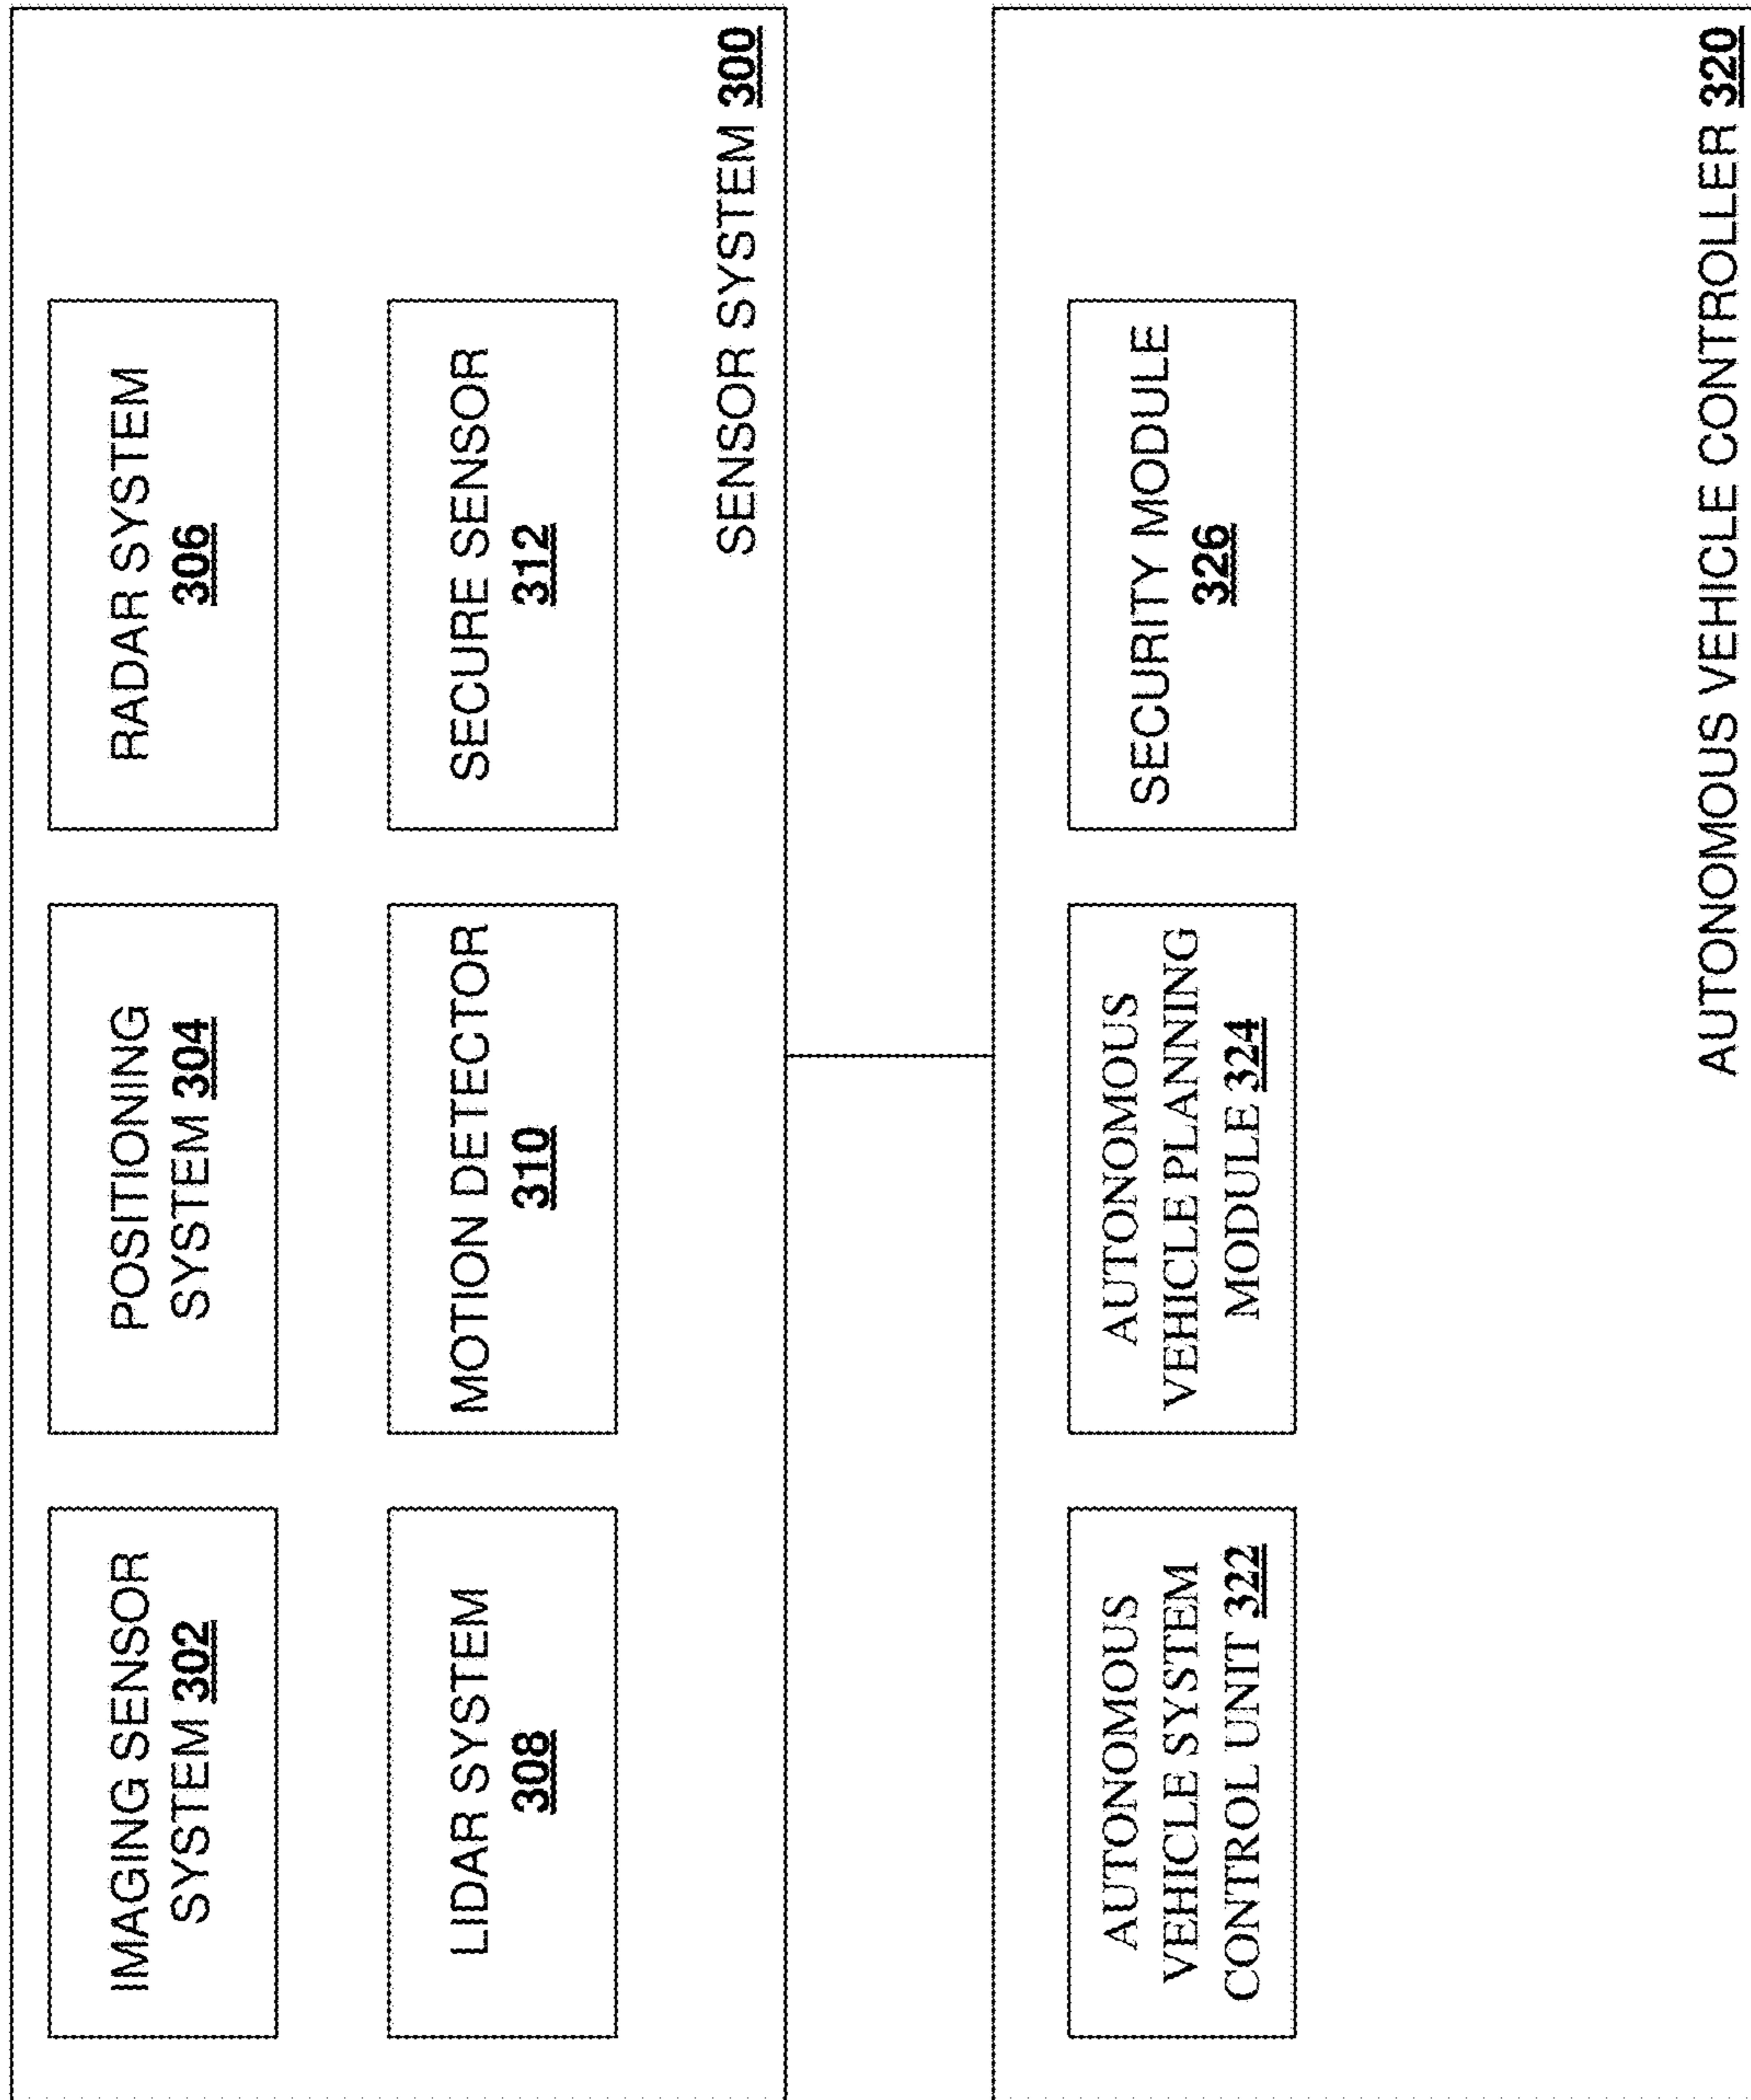 IMAGING SENSOR
SYSTEM 302
POSITIONING
SYSTEM 304
RADAR SYSTEM
306
LIDAR SYSTEM
308
MOTION DETECTOR
310
SECURE SENSOR
312
SENSOR SYSTEM 300
AUTONOMOUS
VEHICLE SYSTEM
CONTROL UNIT 322
AUTONOMOUS
VEHICLE PLANNING
MODULE 324
SECURITY MODULE
326
AUTONOMOUS VEHICLE CONTROLLER 320